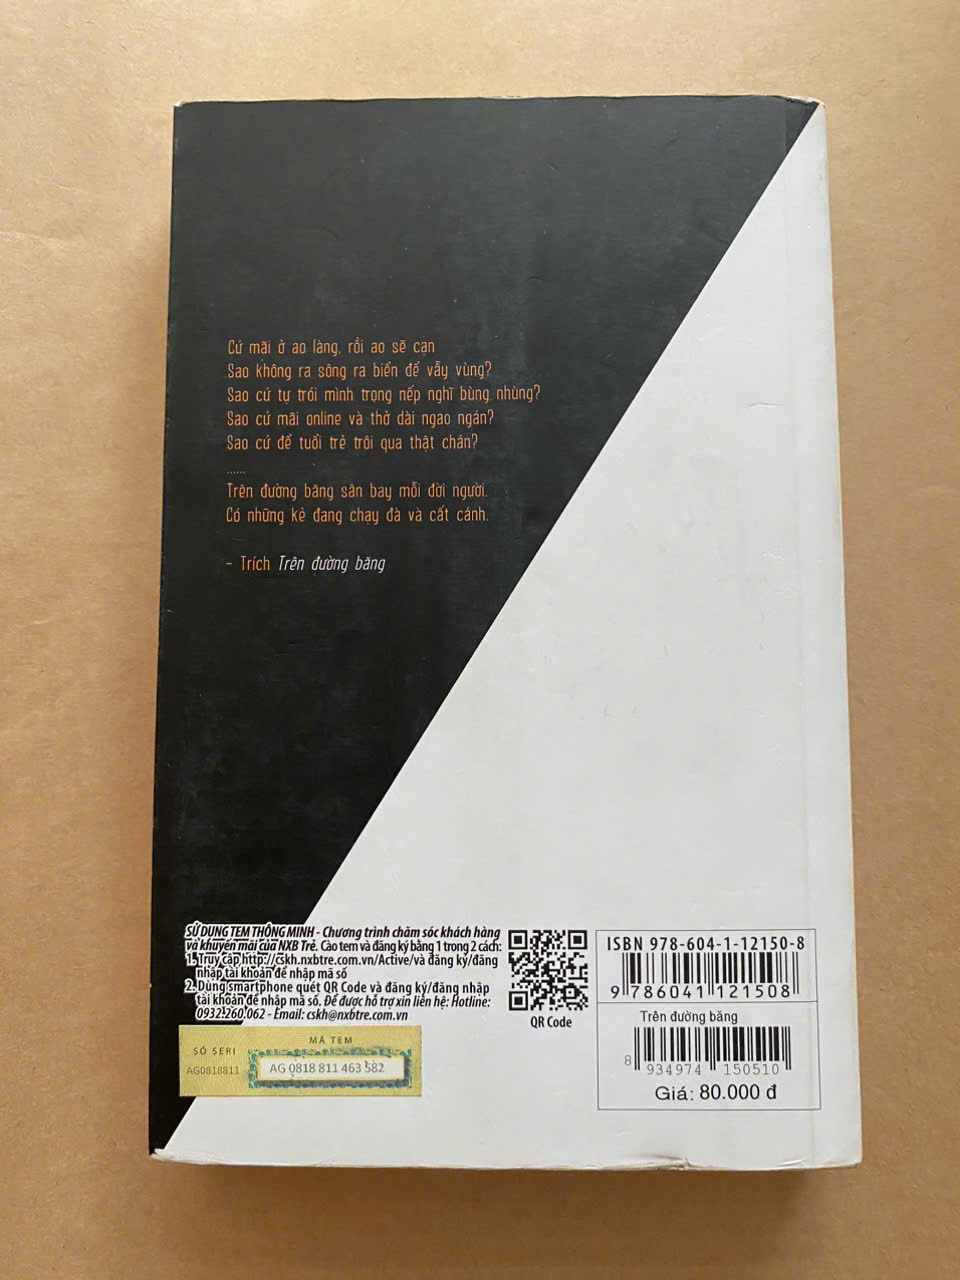 Cứ mãi ở ao làng, rồi ao sẽ cạn
Sao không ra sông ra biển để vẫy vùng?
Sao cứ tự trói mình trong nếp nghĩ bùng nhùng?
Sao cứ mãi online và thở dài ngao ngán?
Sao cứ để tuổi trẻ trôi qua thật chán?
......
Trên đường băng sân bay mỗi đời người.
Có những kẻ đang chạy đà và cất cánh.
- Trích Trên đường băng
SỬ DỤNG TEM THÔNG MINH - Chương trình chăm sóc khách hàng
và khuyến mãi của NXB Trẻ. Cào tem và đăng ký bằng 1 trong 2 cách:
1. Truy cập http://cskh.nxbtre.com.vn/Active/và đăng ký/đăng
nhập tài khoản để nhập mã số
2. Dùng smartphone quét QR Code và đăng ký/đăng nhập
tài khoản để nhập mã số. Để được hỗ trợ xin liên hệ: Hotline:
0932.260.062 - Email: cskh@nxbtre.com.vn
QR Code
SỐ SERI
AG0818811
MÃ TEM
AG 0818 811 463 582
ISBN 978-604-1-12150-8
9 786041 121508
Trên đường băng
8 934974 150510
Giá: 80.000 đ